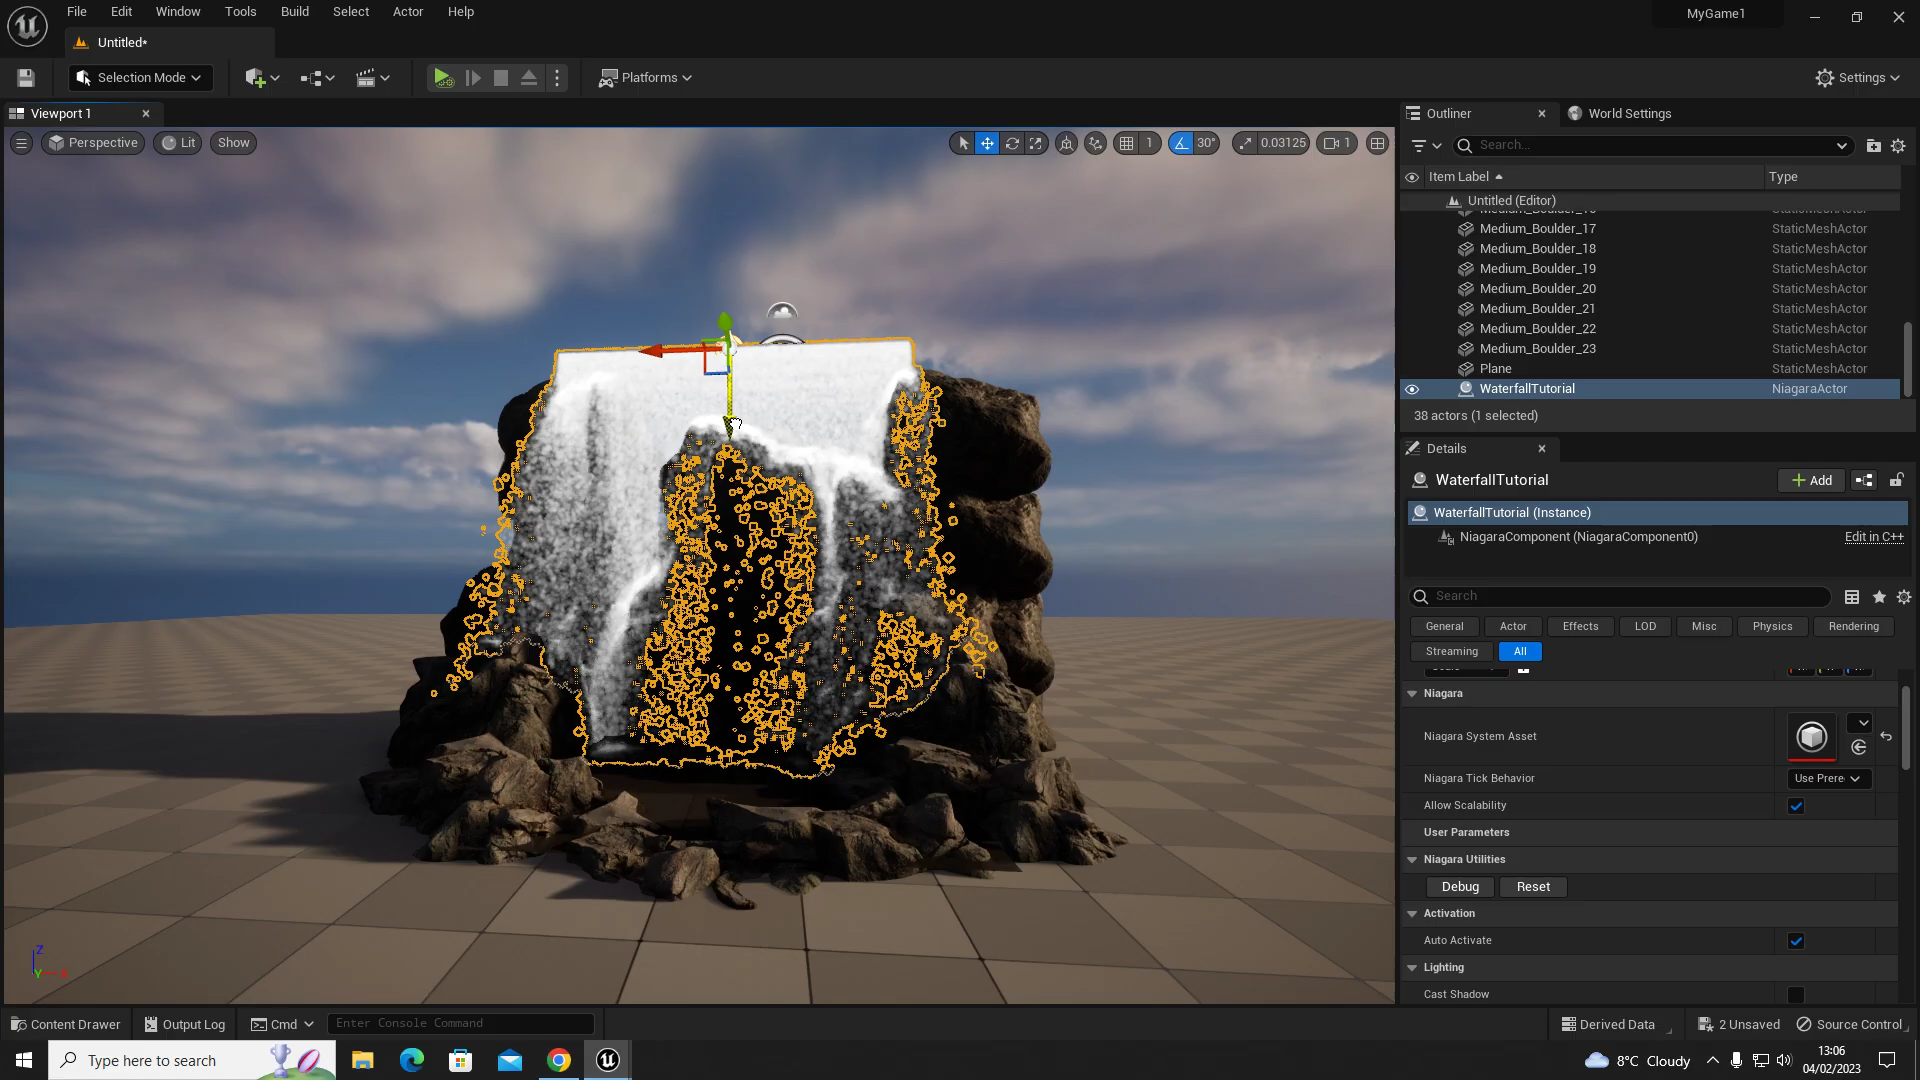 File Edit Window Tools Build Select Actor Help
MyGame1
Untitled*
Selection Mode
Platforms
Settings
Viewport 1
Outliner
World Settings
Perspective
Lit
Show
1
30°
0.03125
1
Search...
Item Label
Type
Untitled (Editor)
Medium_Boulder_17 StaticMeshActor
Medium_Boulder_18 StaticMeshActor
Medium_Boulder_19 StaticMeshActor
Medium_Boulder_20 StaticMeshActor
Medium_Boulder_21 StaticMeshActor
Medium_Boulder_22 StaticMeshActor
Medium_Boulder_23 StaticMeshActor
Plane StaticMeshActor
WaterfallTutorial NiagaraActor
38 actors (1 selected)
Details
WaterfallTutorial
Add
WaterfallTutorial (Instance)
NiagaraComponent (NiagaraComponent0) Edit in C++
Search
General Actor Effects LOD Misc Physics Rendering
Streaming All
Niagara
Niagara System Asset
Niagara Tick Behavior Use Prere
Allow Scalability
User Parameters
Niagara Utilities
Debug Reset
Activation
Auto Activate
Lighting
Cast Shadow
Z
Content Drawer Output Log Cmd Enter Console Command
Derived Data 2 Unsaved Source Control
Type here to search
8°C Cloudy
13:06
04/02/2023